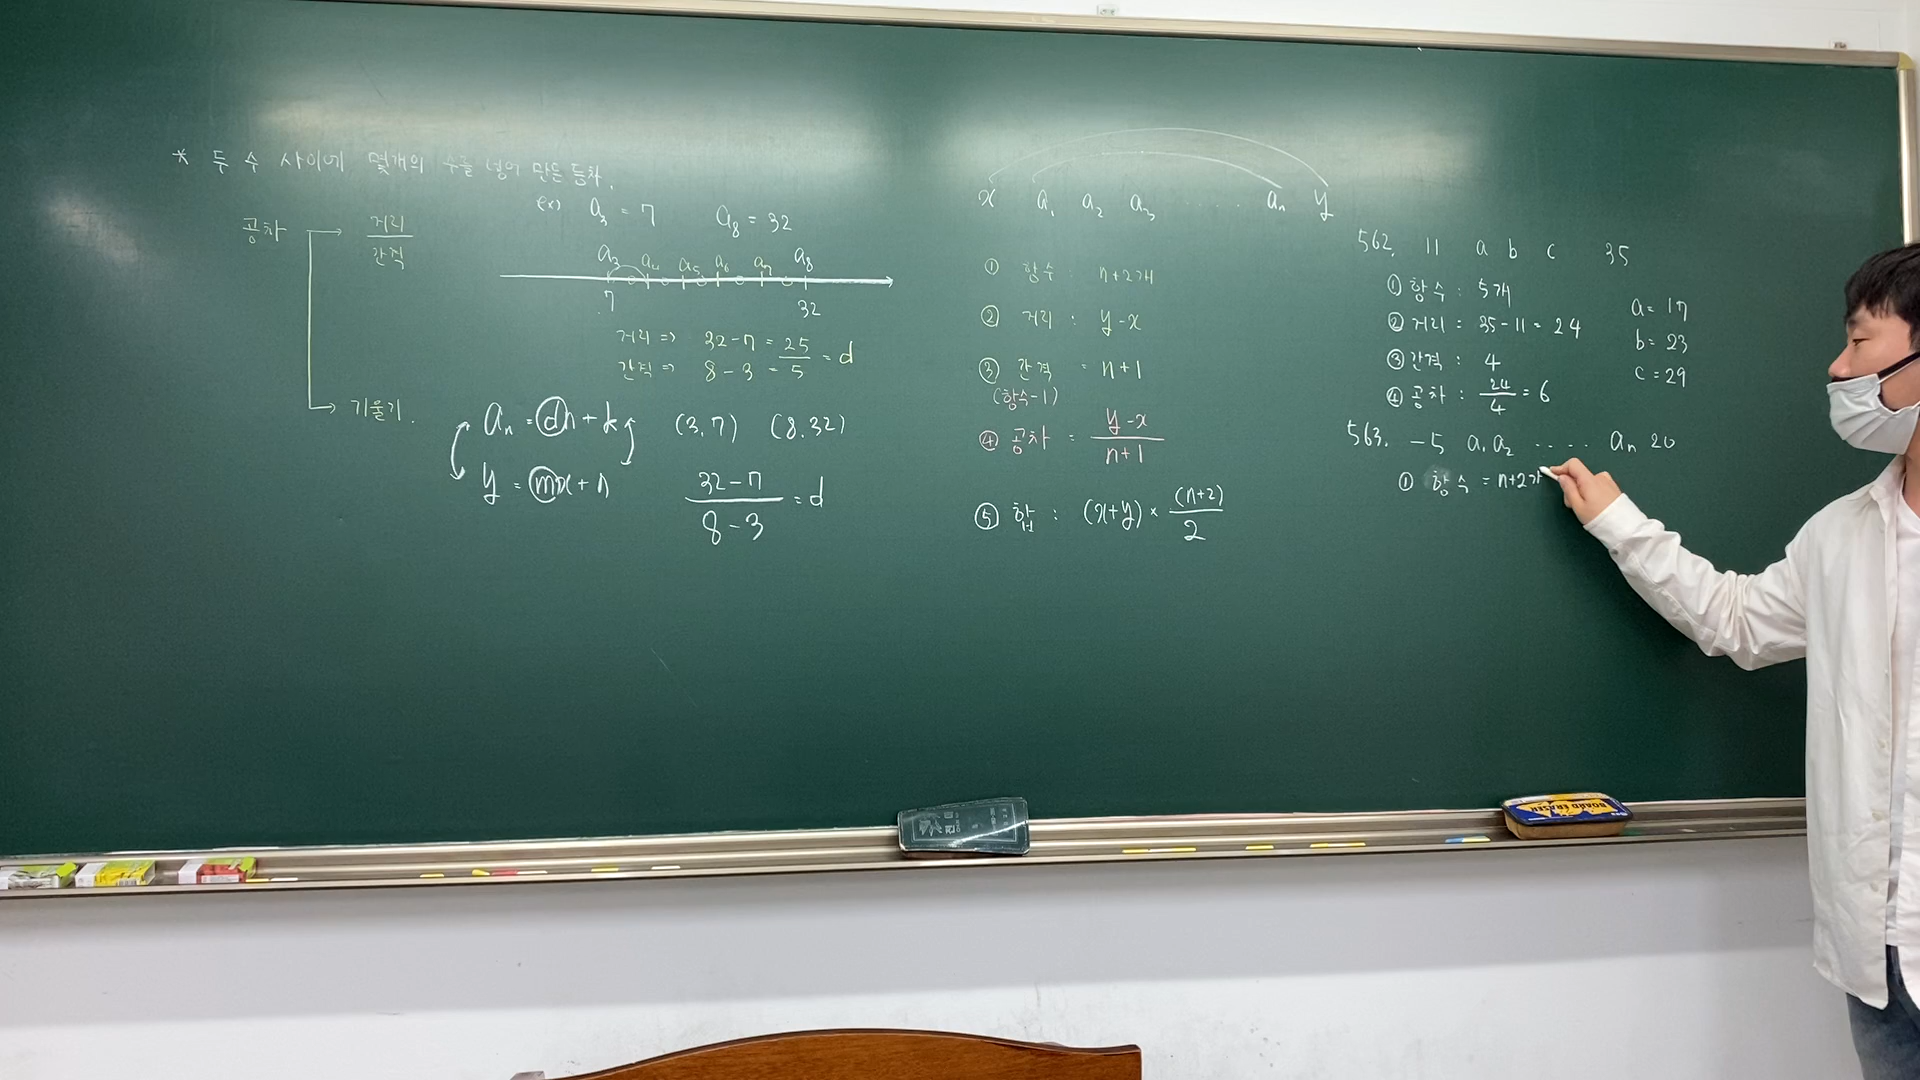 * 두 수 사이에 몇개의 수를 넣어 만든 등차.
공차 → 거리/간격
ex) a₃ = 7 a₈ = 32
a₃ a₄ a₅ a₆ a₇ a₈
7 32
거리 ⇒ 32-7 = 25
간격 ⇒ 8-3 = 5 = d
→ 기울기.
aₙ = dn + k (3, 7) (8, 32)
y = mx + n (32-7)/(8-3) = d
x a₁ a₂ a₃ ..... aₙ y
① 항수 : n+2개
② 거리 : y-x
③ 간격 = n+1
(항수-1)
④ 공차 = (y-x)/(n+1)
⑤ 합 : (x+y) × (n+2)/2
562. 11 a b c 35
① 항수 : 5개
② 거리 = 35-11 = 24
③ 간격 : 4
④ 공차 : 24/4 = 6
a = 17
b = 23
c = 29
563. -5 a₁ a₂ ..... aₙ 20
① 항수 = n+2개
BOARD ERASER